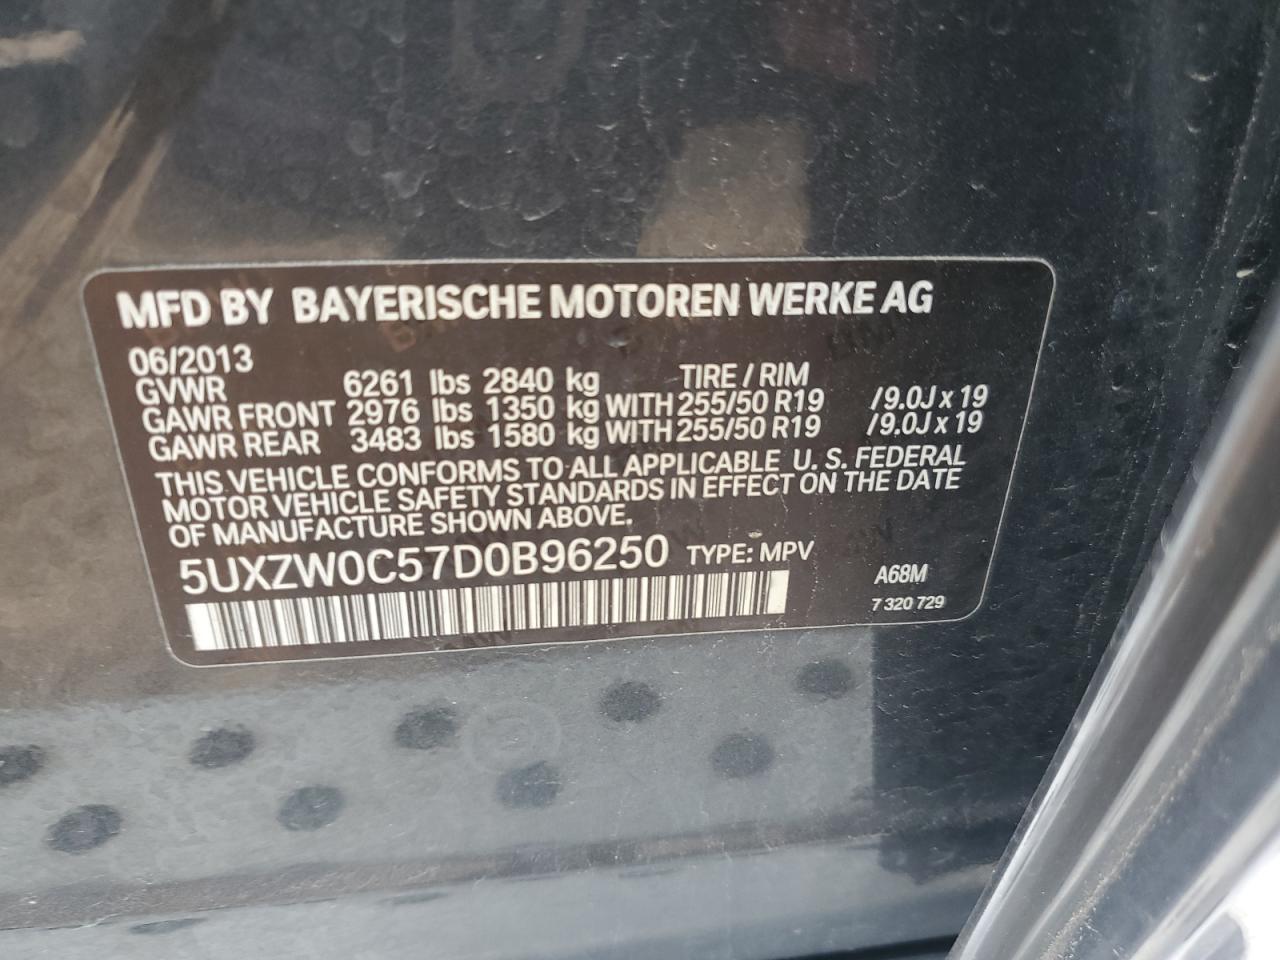 MFD BY BAYERISCHE MOTOREN WERKE AG
06/2013
GVWR 6261 lbs 2840 kg TIRE / RIM
GAWR FRONT 2976 lbs 1350 kg WITH 255/50 R19 /9.0J x 19
GAWR REAR 3483 lbs 1580 kg WITH 255/50 R19 /9.0J x 19
THIS VEHICLE CONFORMS TO ALL APPLICABLE U. S. FEDERAL
MOTOR VEHICLE SAFETY STANDARDS IN EFFECT ON THE DATE
OF MANUFACTURE SHOWN ABOVE.
5UXZW0C57D0B96250 TYPE: MPV
A68M
7 320 729